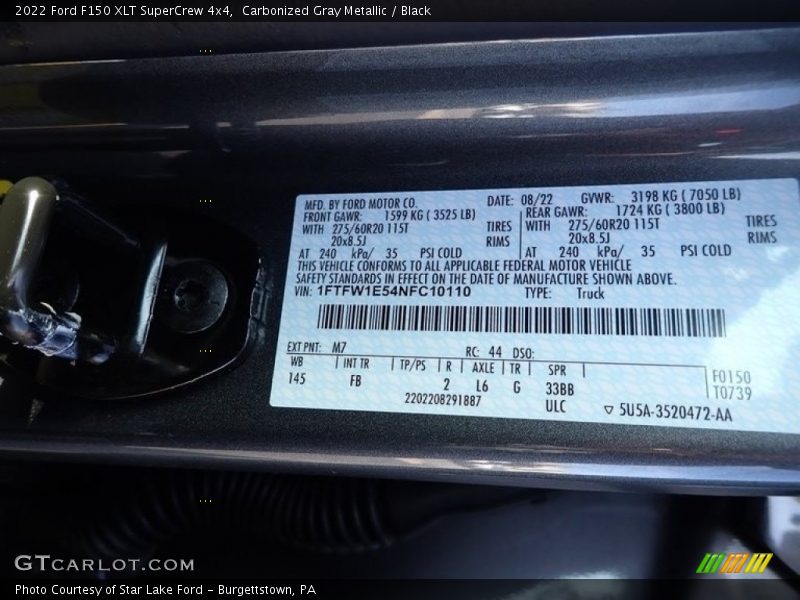 2022 Ford F150 XLT SuperCrew 4x4,  Carbonized Gray Metallic / Black
MFD. BY FORD MOTOR CO. DATE: 08/22 GVWR: 3198 KG ( 7050 LB)
FRONT GAWR: 1599 KG ( 3525 LB) REAR GAWR: 1724 KG ( 3800 LB)
WITH 275/60R20 115T TIRES WITH 275/60R20 115T TIRES
20x8.5J RIMS 20x8.5J RIMS
AT 240 kPa/ 35 PSI COLD AT 240 kPa/ 35 PSI COLD
THIS VEHICLE CONFORMS TO ALL APPLICABLE FEDERAL MOTOR VEHICLE
SAFETY STANDARDS IN EFFECT ON THE DATE OF MANUFACTURE SHOWN ABOVE.
VIN: 1FTFW1E54NFC10110 TYPE: Truck
EXT PNT: M7 RC: 44 DSO:
WB INT TR TP/PS R AXLE TR SPR F0150
145 FB 2 L6 G 33BB T0739
2202208291887 ULC ▽ 5U5A-3520472-AA
GTCARLOT.COM
Photo Courtesy of Star Lake Ford - Burgettstown, PA